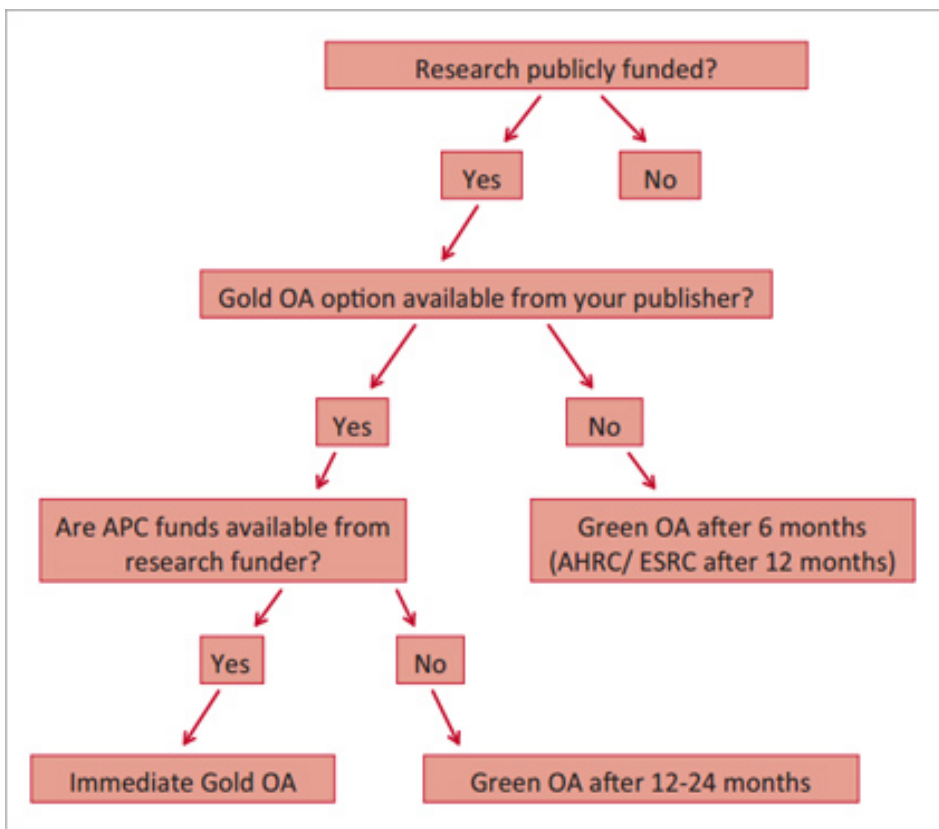 Research publicly funded?
Yes
No
Gold OA option available from your publisher?
Yes
No
Are APC funds available from
research funder?
Green OA after 6 months
(AHRC/ ESRC after 12 months)
Yes
No
Immediate Gold OA
Green OA after 12-24 months